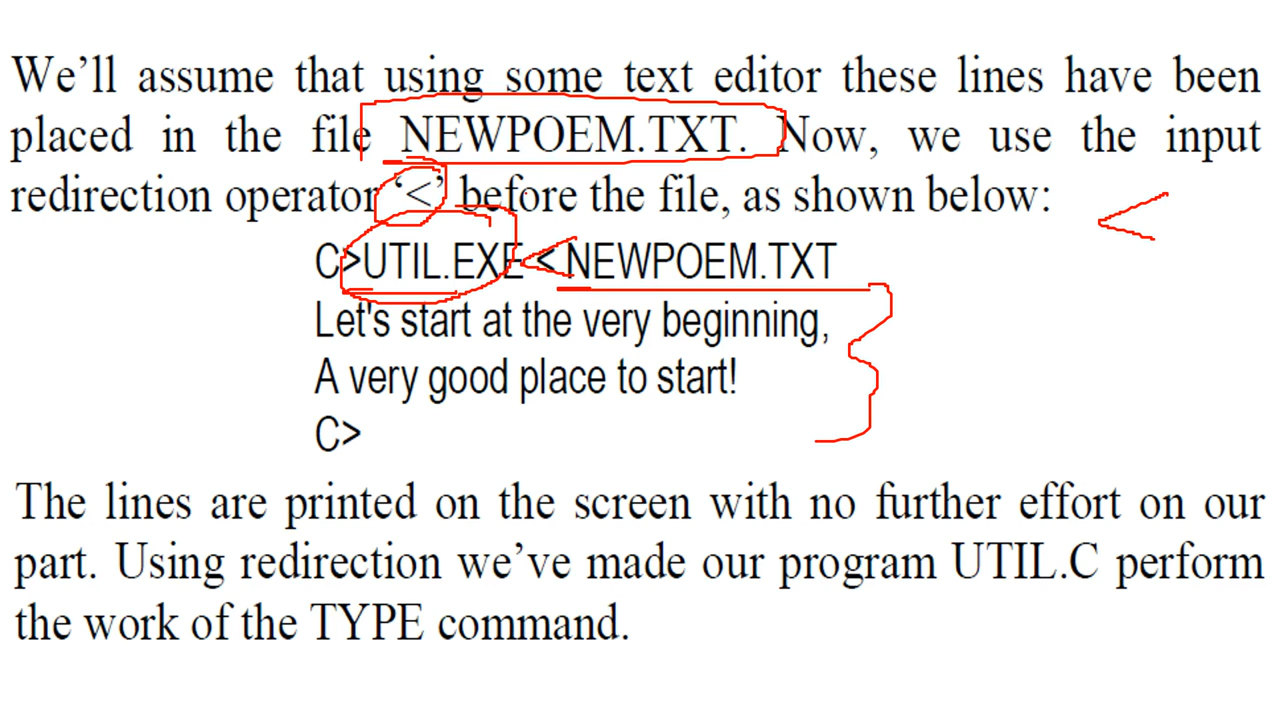 We’ll assume that using some text editor these lines have been
placed in the file NEWPOEM.TXT. Now, we use the input
redirection operator ‘<’ before the file, as shown below:
C>UTIL.EXE < NEWPOEM.TXT
Let's start at the very beginning,
A very good place to start!
C>
The lines are printed on the screen with no further effort on our
part. Using redirection we’ve made our program UTIL.C perform
the work of the TYPE command.